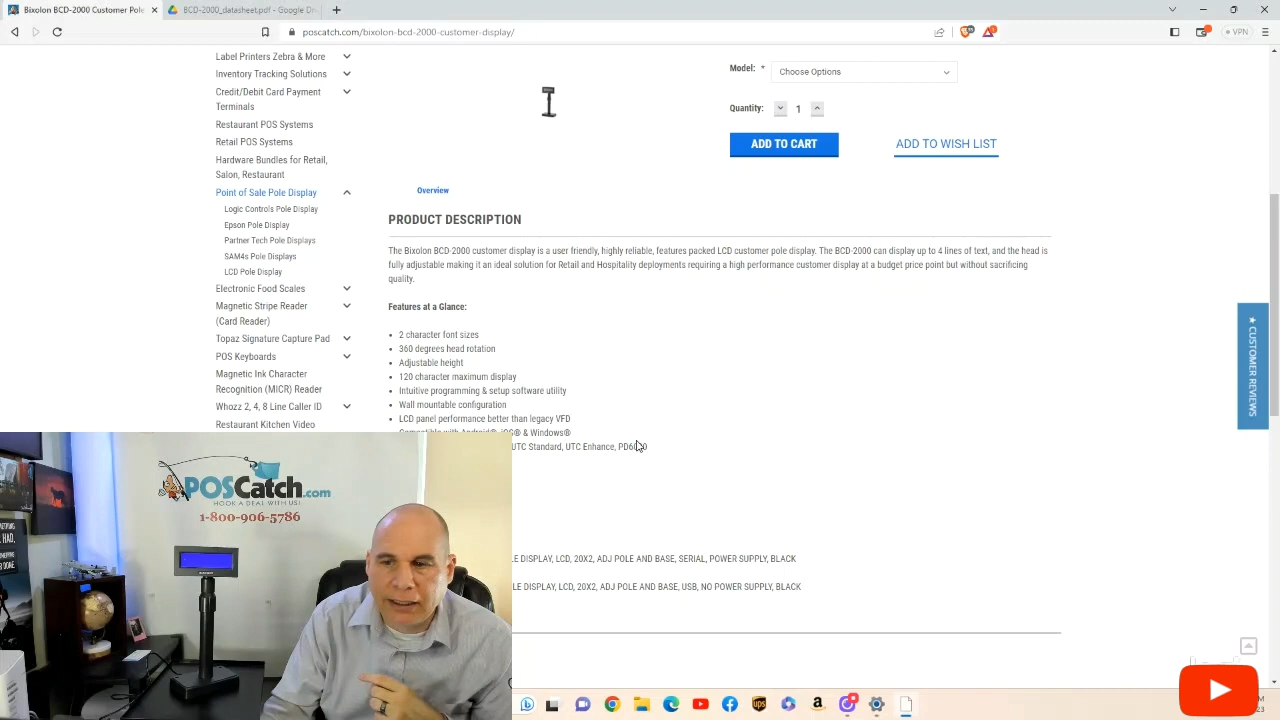 Bixolon BCD-2000 Customer Pole
BCD-2000_datasheet.pdf - Google Dri
poscatch.com/bixolon-bcd-2000-customer-display/
VPN
Label Printers Zebra & More
Inventory Tracking Solutions
Credit/Debit Card Payment
Terminals
Restaurant POS Systems
Retail POS Systems
Hardware Bundles for Retail,
Salon, Restaurant
Point of Sale Pole Display
Logic Controls Pole Display
Epson Pole Display
Partner Tech Pole Displays
SAM4s Pole Displays
LCD Pole Display
Electronic Food Scales
Magnetic Stripe Reader
(Card Reader)
Topaz Signature Capture Pad
POS Keyboards
Magnetic Ink Character
Recognition (MICR) Reader
Whozz 2, 4, 8 Line Caller ID
Restaurant Kitchen Video
Model: *
Choose Options
Quantity:
1
ADD TO CART
ADD TO WISH LIST
Overview
PRODUCT DESCRIPTION
The Bixolon BCD-2000 customer display is a user friendly, highly reliable, features packed LCD customer pole display. The BCD-2000 can display up to 4 lines of text, and the head is
fully adjustable making it an ideal solution for Retail and Hospitality deployments requiring a high performance customer display at a budget price point but without sacrificing
quality.
Features at a Glance:
• 2 character font sizes
• 360 degrees head rotation
• Adjustable height
• 120 character maximum display
• Intuitive programming & setup software utility
• Wall mountable configuration
• LCD panel performance better than legacy VFD
• Compatible with Android®, iOS® & Windows®
UTC Standard, UTC Enhance,
LE DISPLAY, LCD, 20X2, ADJ POLE AND BASE, SERIAL, POWER SUPPLY, BLACK
LE DISPLAY, LCD, 20X2, ADJ POLE AND BASE, USB, NO POWER SUPPLY, BLACK
★ CUSTOMER REVIEWS
POSCatch.com
HOOK A DEAL WITH US!
1-800-906-5786